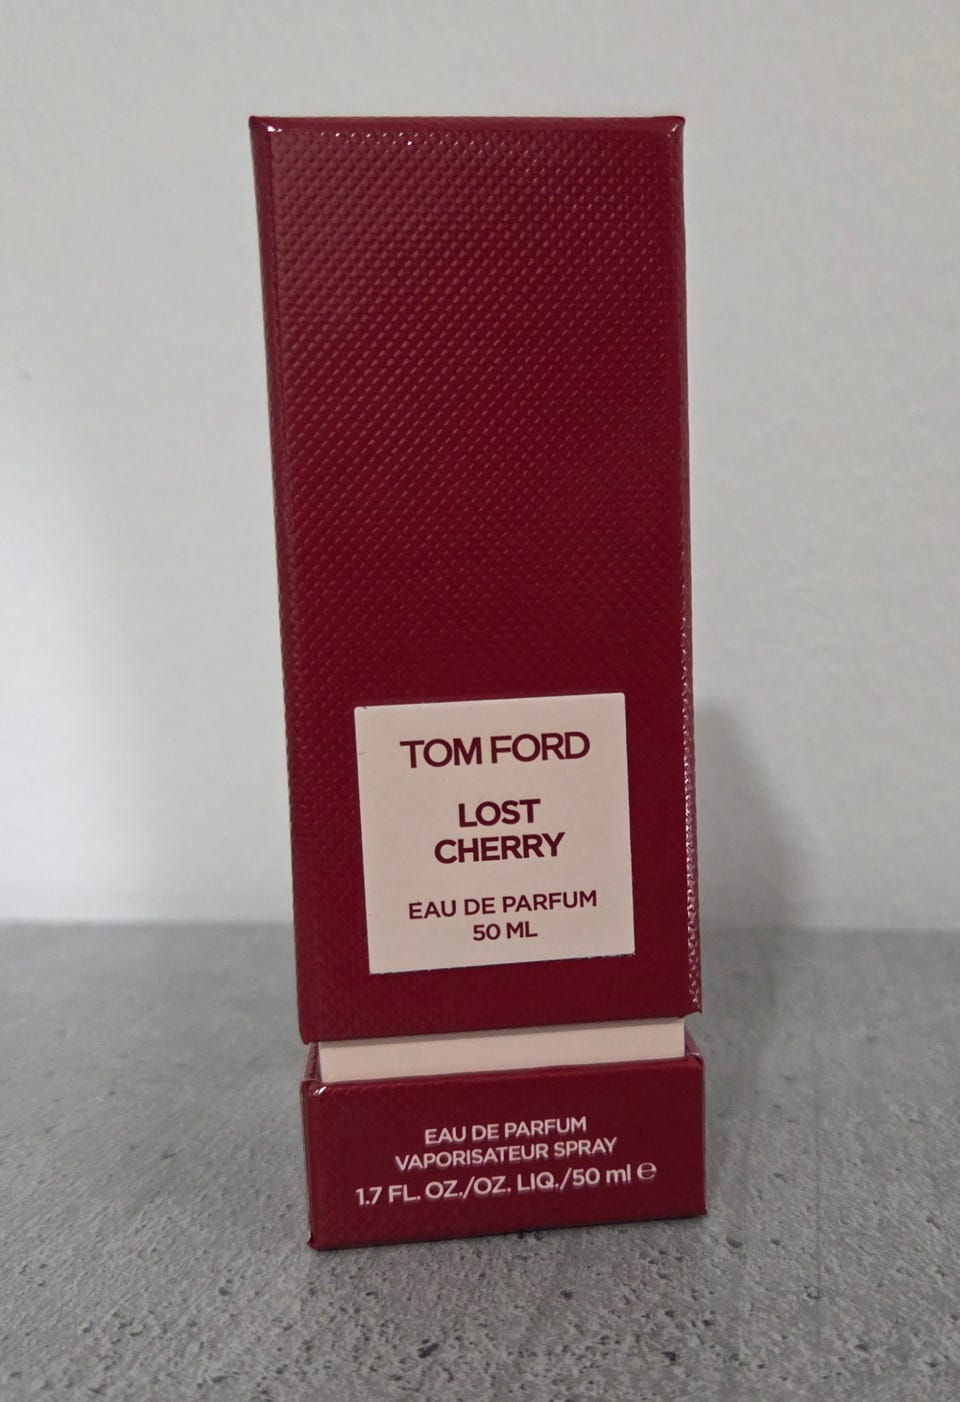 TOM FORD
LOST
CHERRY
EAU DE PARFUM
50 ML
EAU DE PARFUM
VAPORISATEUR SPRAY
1.7 FL. OZ./OZ. LIQ./50 ml ℮